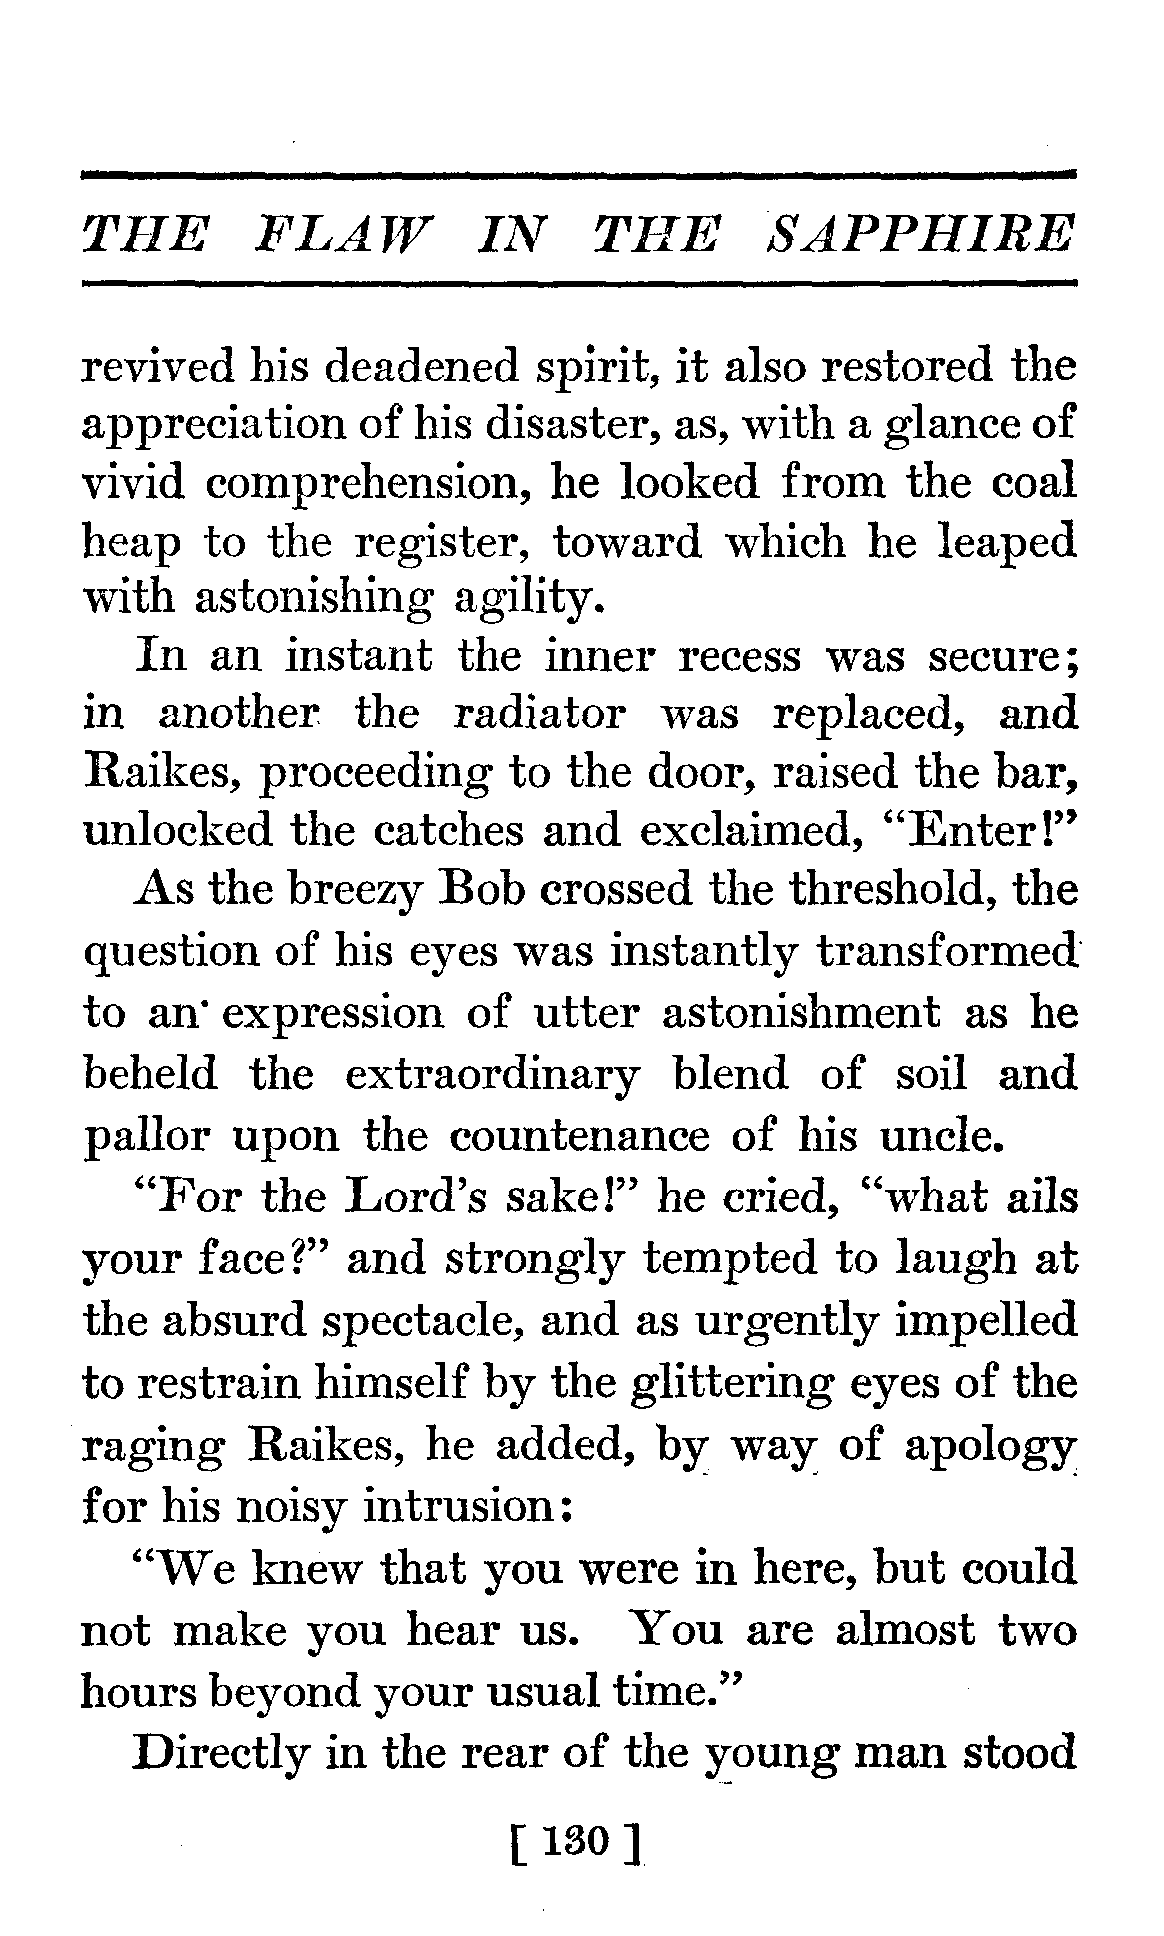 THE FLAW IN THE SAPPHIRE
revived his deadened spirit, it also restored the
appreciation of his disaster, as, with a glance of
vivid comprehension, he looked from the coal
heap to the register, toward which he leaped
with astonishing agility.
In an instant the inner recess was secure;
in another the radiator was replaced, and
Raikes, proceeding to the door, raised the bar,
unlocked the catches and exclaimed, “Enter!”
As the breezy Bob crossed the threshold, the
question of his eyes was instantly transformed
to an expression of utter astonishment as he
beheld the extraordinary blend of soil and
pallor upon the countenance of his uncle.
“For the Lord's sake!” he cried, “what ails
your face?” and strongly tempted to laugh at
the absurd spectacle, and as urgently impelled
to restrain himself by the glittering eyes of the
raging Raikes, he added, by way of apology
for his noisy intrusion:
“We knew that you were in here, but could
not make you hear us. You are almost two
hours beyond your usual time.”
Directly in the rear of the young man stood
[ 130 ]